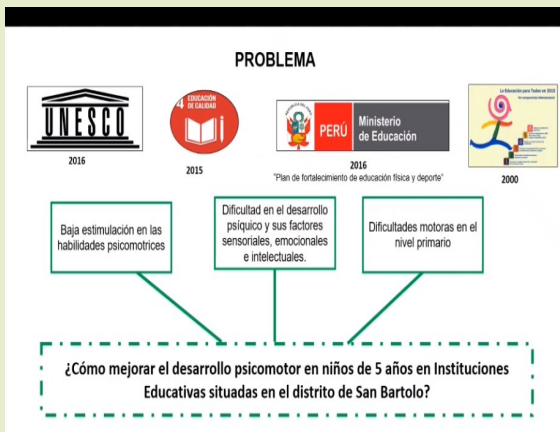 PROBLEMA
UNESCO
4 EDUCACIÓN
DE CALIDAD
PERÚ
Ministerio
de Educación
La Educación para Todos en 2015
2016
2015
2016
"Plan de fortalecimiento de educación física y deporte"
2000
Baja estimulación en las
habilidades psicomotrices
Dificultad en el desarrollo
psíquico y sus factores
sensoriales, emocionales
e intelectuales.
Dificultades motoras en el
nivel primario
¿Cómo mejorar el desarrollo psicomotor en niños de 5 años en Instituciones
Educativas situadas en el distrito de San Bartolo?